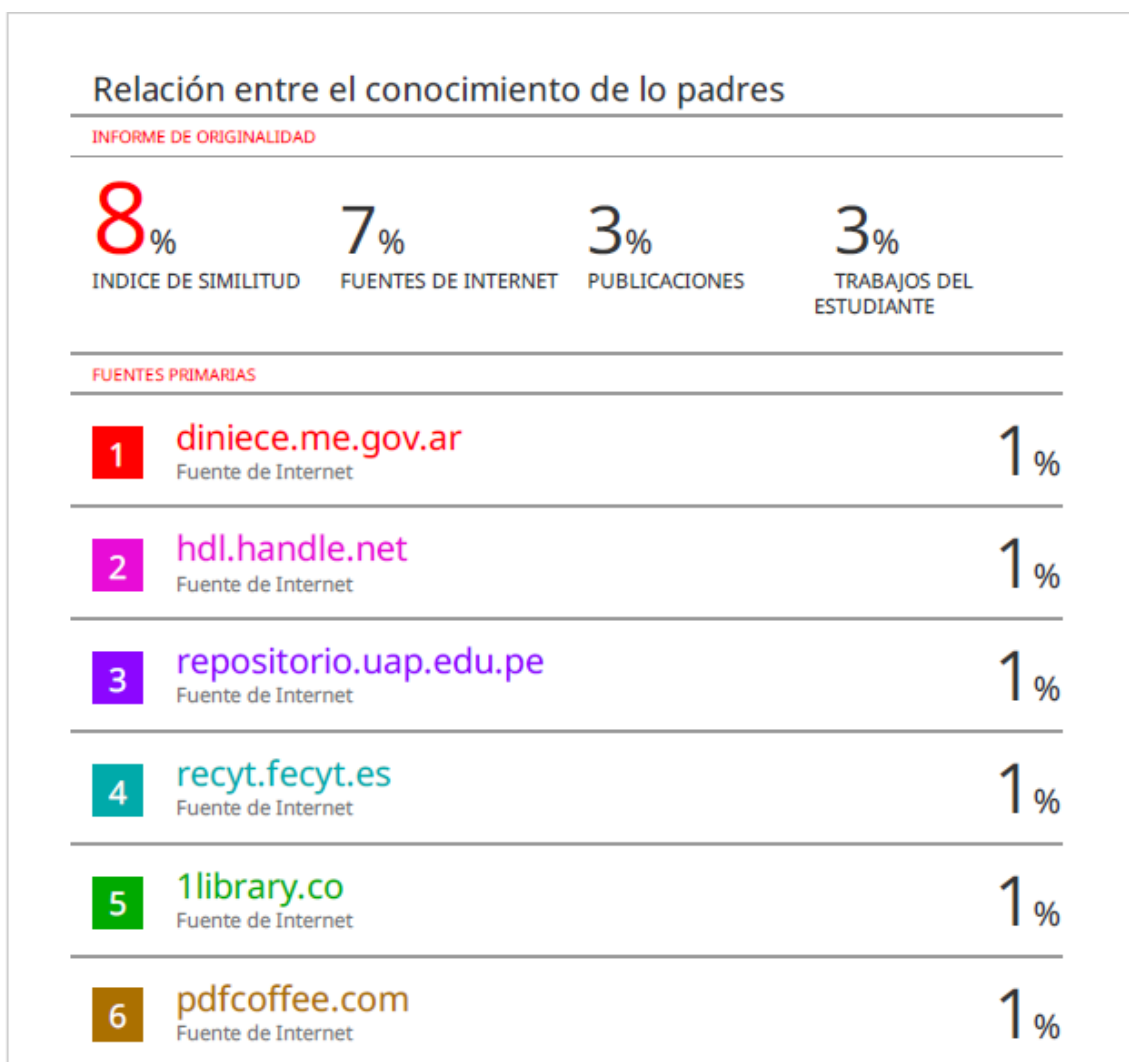 Relación entre el conocimiento de lo padres
INFORME DE ORIGINALIDAD
8% 7% 3% 3%
INDICE DE SIMILITUD FUENTES DE INTERNET PUBLICACIONES TRABAJOS DEL
ESTUDIANTE
FUENTES PRIMARIAS
1 diniece.me.gov.ar 1%
Fuente de Internet
2 hdl.handle.net 1%
Fuente de Internet
3 repositorio.uap.edu.pe 1%
Fuente de Internet
4 recyt.fecyt.es 1%
Fuente de Internet
5 1library.co 1%
Fuente de Internet
6 pdfcoffee.com 1%
Fuente de Internet